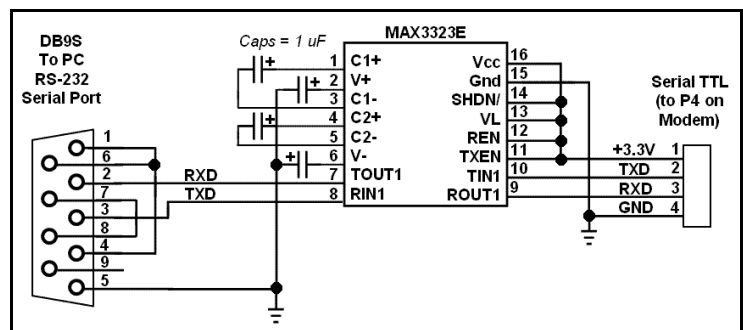 DB9S
To PC
RS-232
Serial Port
Caps = 1 uF
MAX3323E
1 C1+
2 V+
3 C1-
4 C2+
5 C2-
6 V-
7 TOUT1
8 RIN1
Vcc 16
Gnd 15
SHDN/ 14
VL 13
REN 12
TXEN 11
TIN1 10
ROUT1 9
+ + + +
1
6
2
7
3
8
4
9
5
RXD
TXD
Serial TTL
(to P4 on
Modem)
+3.3V 1
TXD 2
RXD 3
GND 4